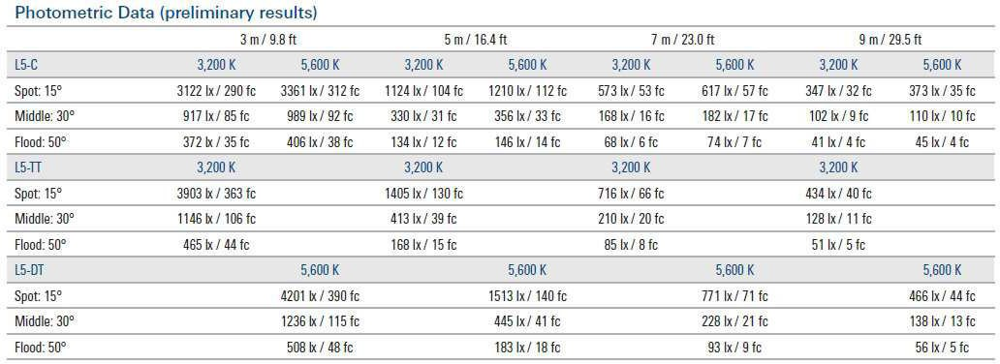 Photometric Data (preliminary results)
3 m / 9.8 ft 5 m / 16.4 ft 7 m / 23.0 ft 9 m / 29.5 ft
L5-C 3,200 K 5,600 K 3,200 K 5,600 K 3,200 K 5,600 K 3,200 K 5,600 K
Spot: 15° 3122 lx / 290 fc 3361 lx / 312 fc 1124 lx / 104 fc 1210 lx / 112 fc 573 lx / 53 fc 617 lx / 57 fc 347 lx / 32 fc 373 lx / 35 fc
Middle: 30° 917 lx / 85 fc 989 lx / 92 fc 330 lx / 31 fc 356 lx / 33 fc 168 lx / 16 fc 182 lx / 17 fc 102 lx / 9 fc 110 lx / 10 fc
Flood: 50° 372 lx / 35 fc 406 lx / 38 fc 134 lx / 12 fc 146 lx / 14 fc 68 lx / 6 fc 74 lx / 7 fc 41 lx / 4 fc 45 lx / 4 fc
L5-TT 3,200 K 3,200 K 3,200 K 3,200 K
Spot: 15° 3903 lx / 363 fc 1405 lx / 130 fc 716 lx / 66 fc 434 lx / 40 fc
Middle: 30° 1146 lx / 106 fc 413 lx / 39 fc 210 lx / 20 fc 128 lx / 11 fc
Flood: 50° 465 lx / 44 fc 168 lx / 15 fc 85 lx / 8 fc 51 lx / 5 fc
L5-DT 5,600 K 5,600 K 5,600 K 5,600 K
Spot: 15° 4201 lx / 390 fc 1513 lx / 140 fc 771 lx / 71 fc 466 lx / 44 fc
Middle: 30° 1236 lx / 115 fc 445 lx / 41 fc 228 lx / 21 fc 138 lx / 13 fc
Flood: 50° 508 lx / 48 fc 183 lx / 18 fc 93 lx / 9 fc 56 lx / 5 fc